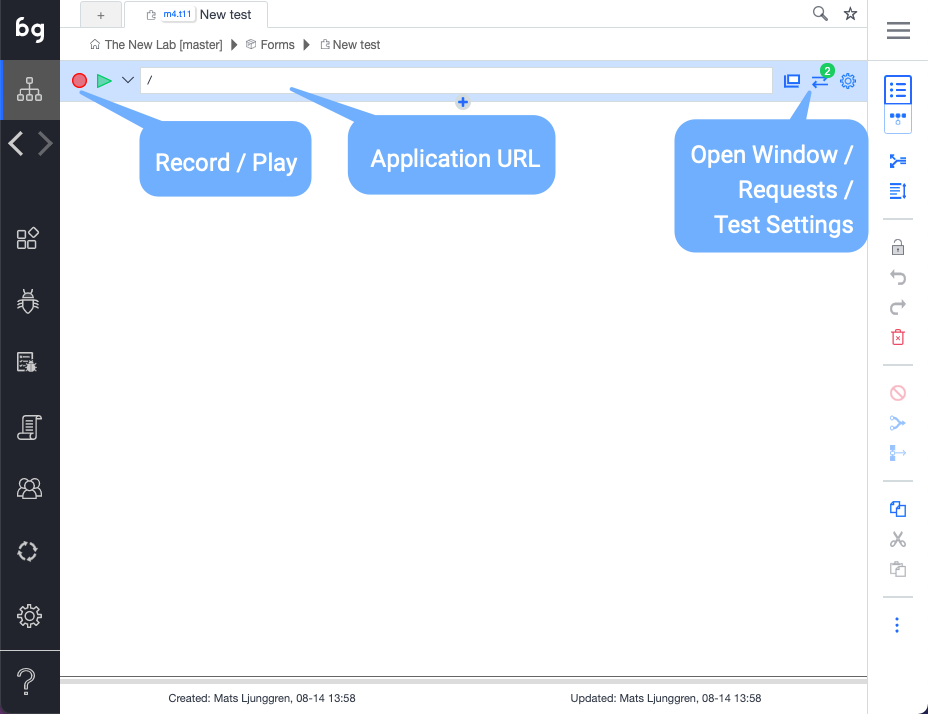 bg
+
m4.t11 New test
The New Lab [master] Forms New test
/
2
Record / Play
Application URL
Open Window /
Requests /
Test Settings
Created: Mats Ljunggren, 08-14 13:58
Updated: Mats Ljunggren, 08-14 13:58